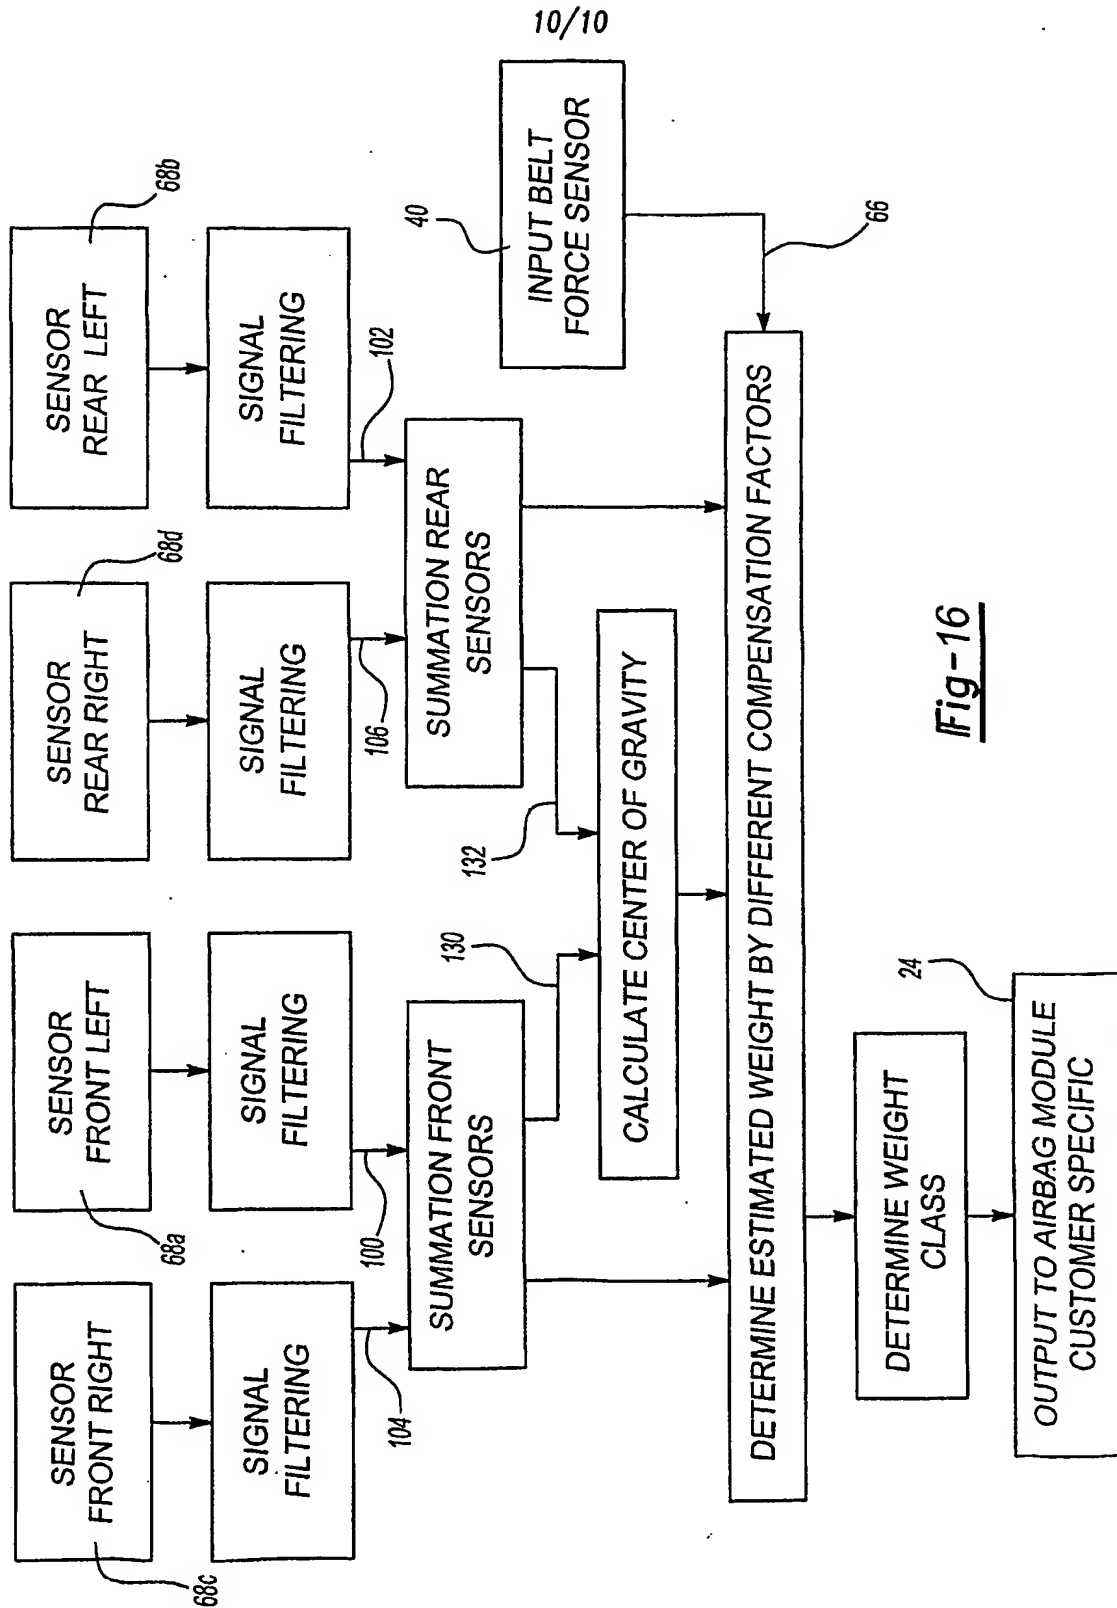 10/10
SENSOR
FRONT RIGHT
68c
SENSOR
FRONT LEFT
68a
SENSOR
REAR RIGHT
68d
SENSOR
REAR LEFT
68b
SIGNAL
FILTERING
SIGNAL
FILTERING
SIGNAL
FILTERING
SIGNAL
FILTERING
104
100
106
102
SUMMATION FRONT
SENSORS
SUMMATION REAR
SENSORS
130
132
40
INPUT BELT
FORCE SENSOR
66
CALCULATE CENTER OF GRAVITY
DETERMINE ESTIMATED WEIGHT BY DIFFERENT COMPENSATION FACTORS
DETERMINE WEIGHT
CLASS
24
OUTPUT TO AIRBAG MODULE
CUSTOMER SPECIFIC
Fig-16